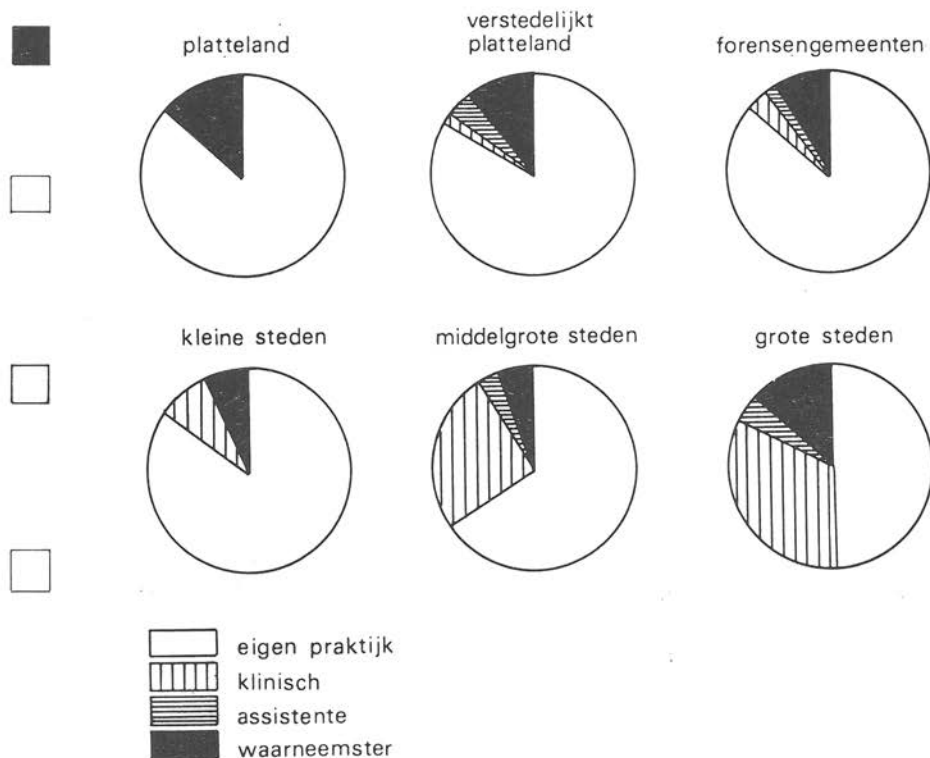 platteland
verstedelijkt
platteland
forensengemeenten
kleine steden
middelgrote steden
grote steden
eigen praktijk
klinisch
assistente
waarneemster